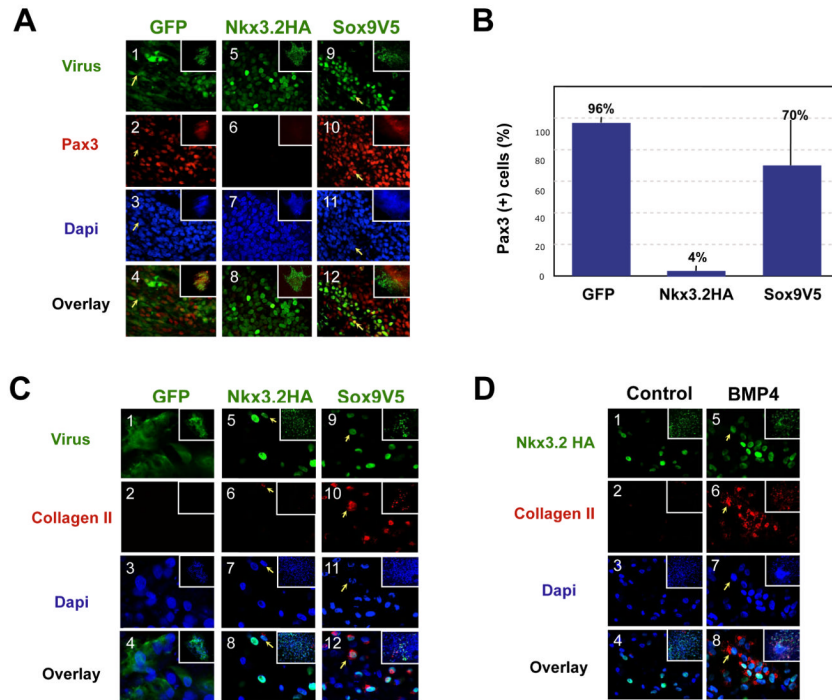 A
GFP Nkx3.2HA Sox9V5
Virus 1 5 9
Pax3 2 6 10
Dapi 3 7 11
Overlay 4 8 12
B
Pax3 (+) cells (%)
100
80
60
40
20
0
96%
4%
70%
GFP Nkx3.2HA Sox9V5
C
GFP Nkx3.2HA Sox9V5
Virus 1 5 9
Collagen II 2 6 10
Dapi 3 7 11
Overlay 4 8 12
D
Control BMP4
Nkx3.2 HA 1 5
Collagen II 2 6
Dapi 3 7
Overlay 4 8